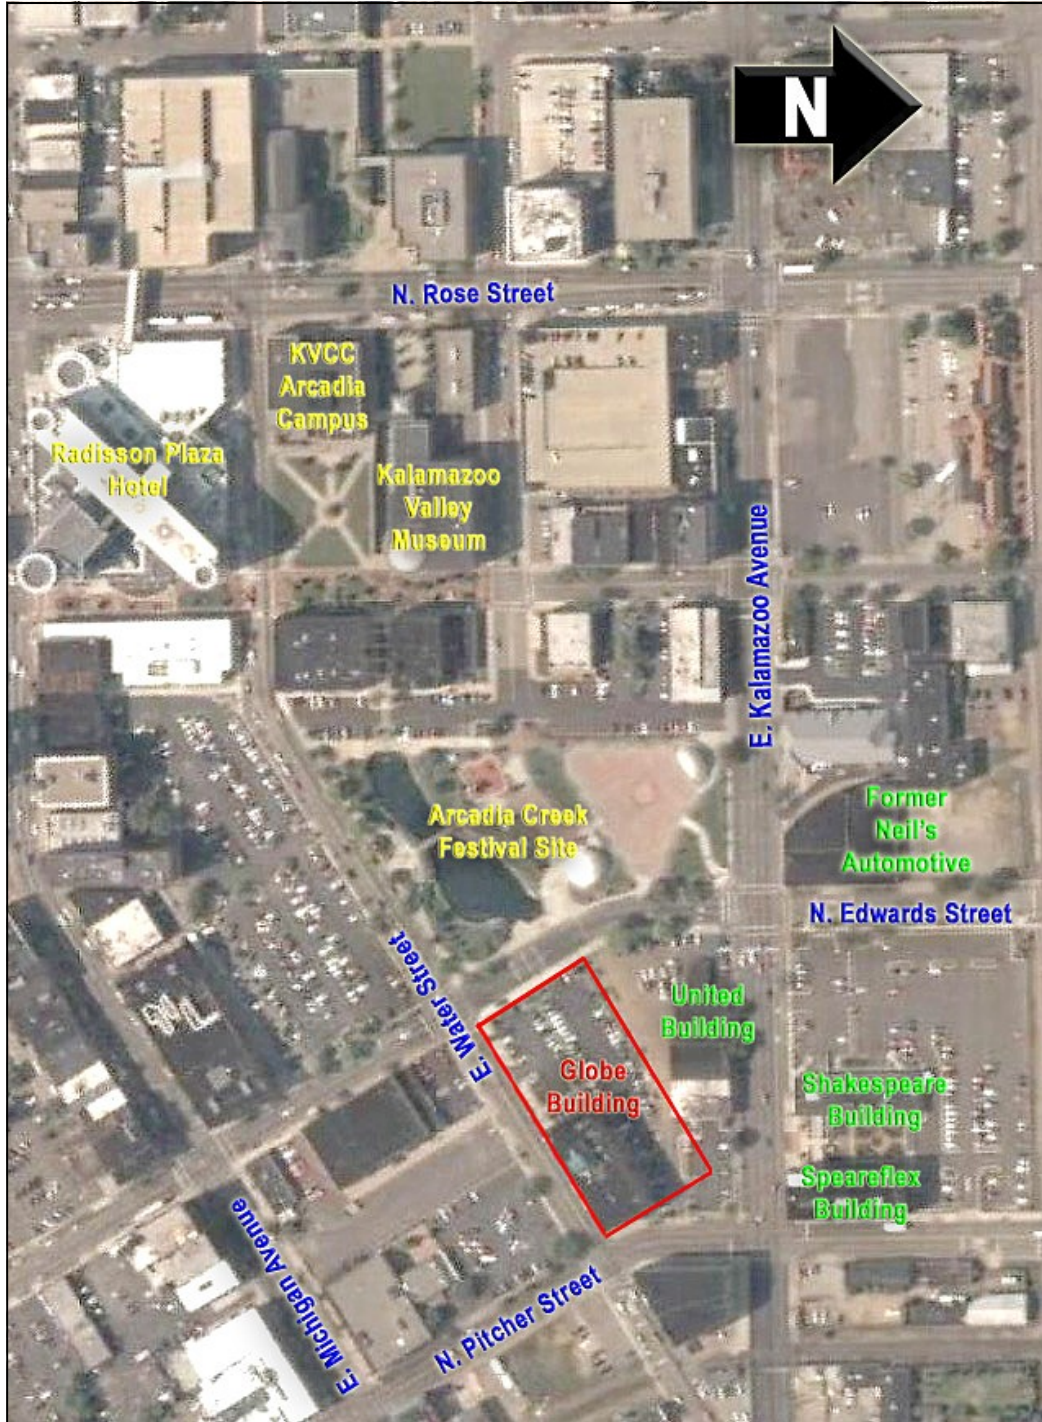 N
N. Rose Street
KVCC
Arcadia
Campus
Radisson Plaza
Hotel
Kalamazoo
Valley
Museum
E. Kalamazoo Avenue
Arcadia Creek
Festival Site
Former
Neil's
Automotive
N. Edwards Street
E. Water Street
United
Building
Globe
Building
Shakespeare
Building
Speareflex
Building
E. Michigan Avenue
N. Pitcher Street